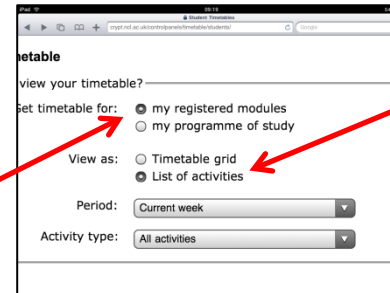 iPad 09:19
Student Timetables
crypt.ncl.ac.uk/controlpanels/timetable/students/ Google
netable
view your timetable?
Get timetable for: my registered modules
my programme of study
View as: Timetable grid
List of activities
Period: Current week
Activity type: All activities